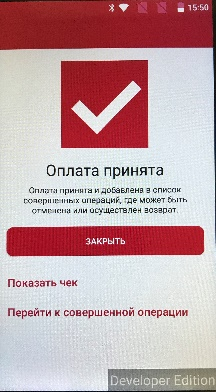 15:50
Оплата принята
Оплата принята и добавлена в список
совершенных операций, где может быть
отменена или осуществлен возврат.
ЗАКРЫТЬ
Показать чек
Перейти к совершенной операции
Developer Edition